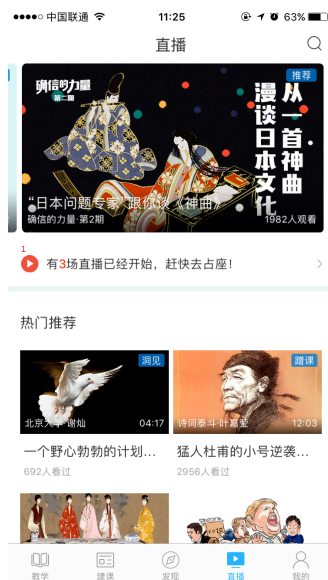 中国联通
11:25
63%
直播
推荐
确信的力量
第二期
从一首神曲
漫谈日本文化
“日本问题专家”跟你谈《神曲》
确信的力量·第2期
1982人观看
1
有3场直播已经开始，赶快去占座！
热门推荐
洞见
北京大学·谢灿
04:17
蹭课
诗词泰斗·叶嘉莹
12:03
一个野心勃勃的计划...
692人看过
猛人杜甫的小号逆袭...
2956人看过
VOTE
教学
建课
发现
直播
我的